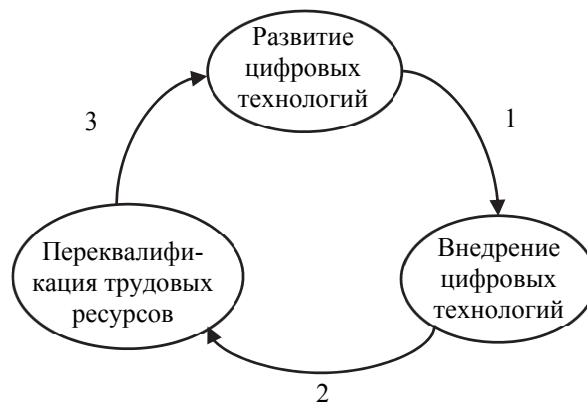 Развитие
цифровых
технологий
1
Внедрение
цифровых
технологий
2
Переквалифи-
кация трудовых
ресурсов
3